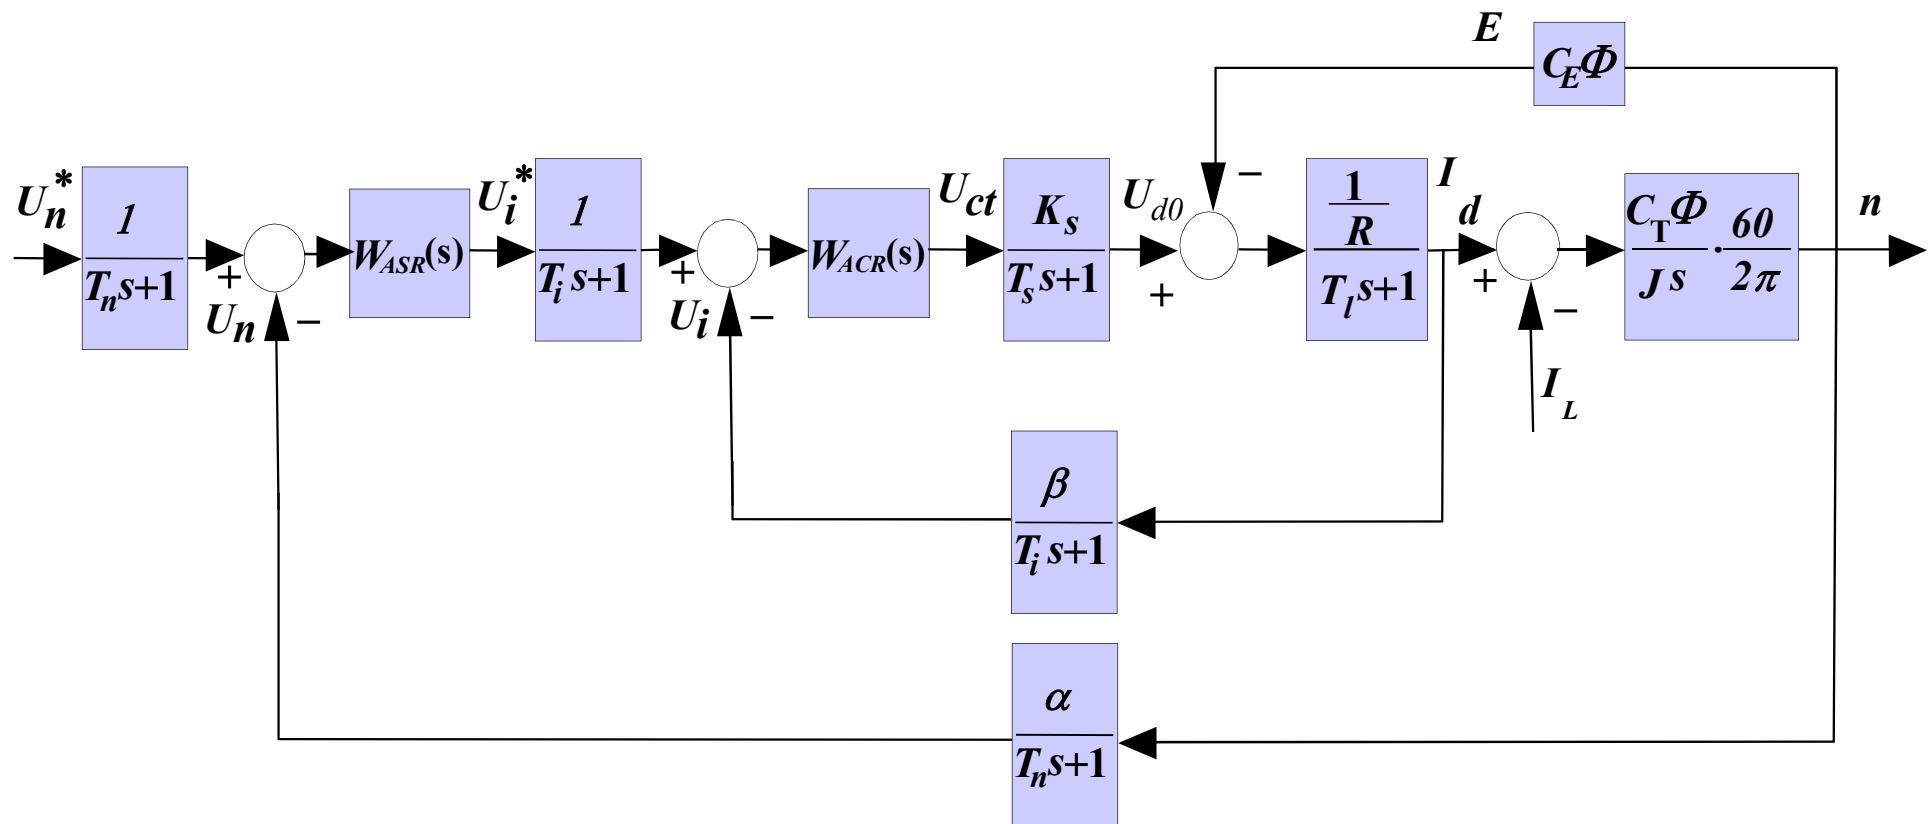 E
C_EΦ
U_n^*
1
T_n s+1
+
U_n
−
W_ASR(s)
U_i^*
1
T_i s+1
+
U_i
−
W_ACR(s)
U_ct
K_s
T_s s+1
U_d0
+
−
1
R
T_l s+1
I_d
+
−
I_L
C_TΦ
J s
·
60
2π
n
β
T_i s+1
α
T_n s+1